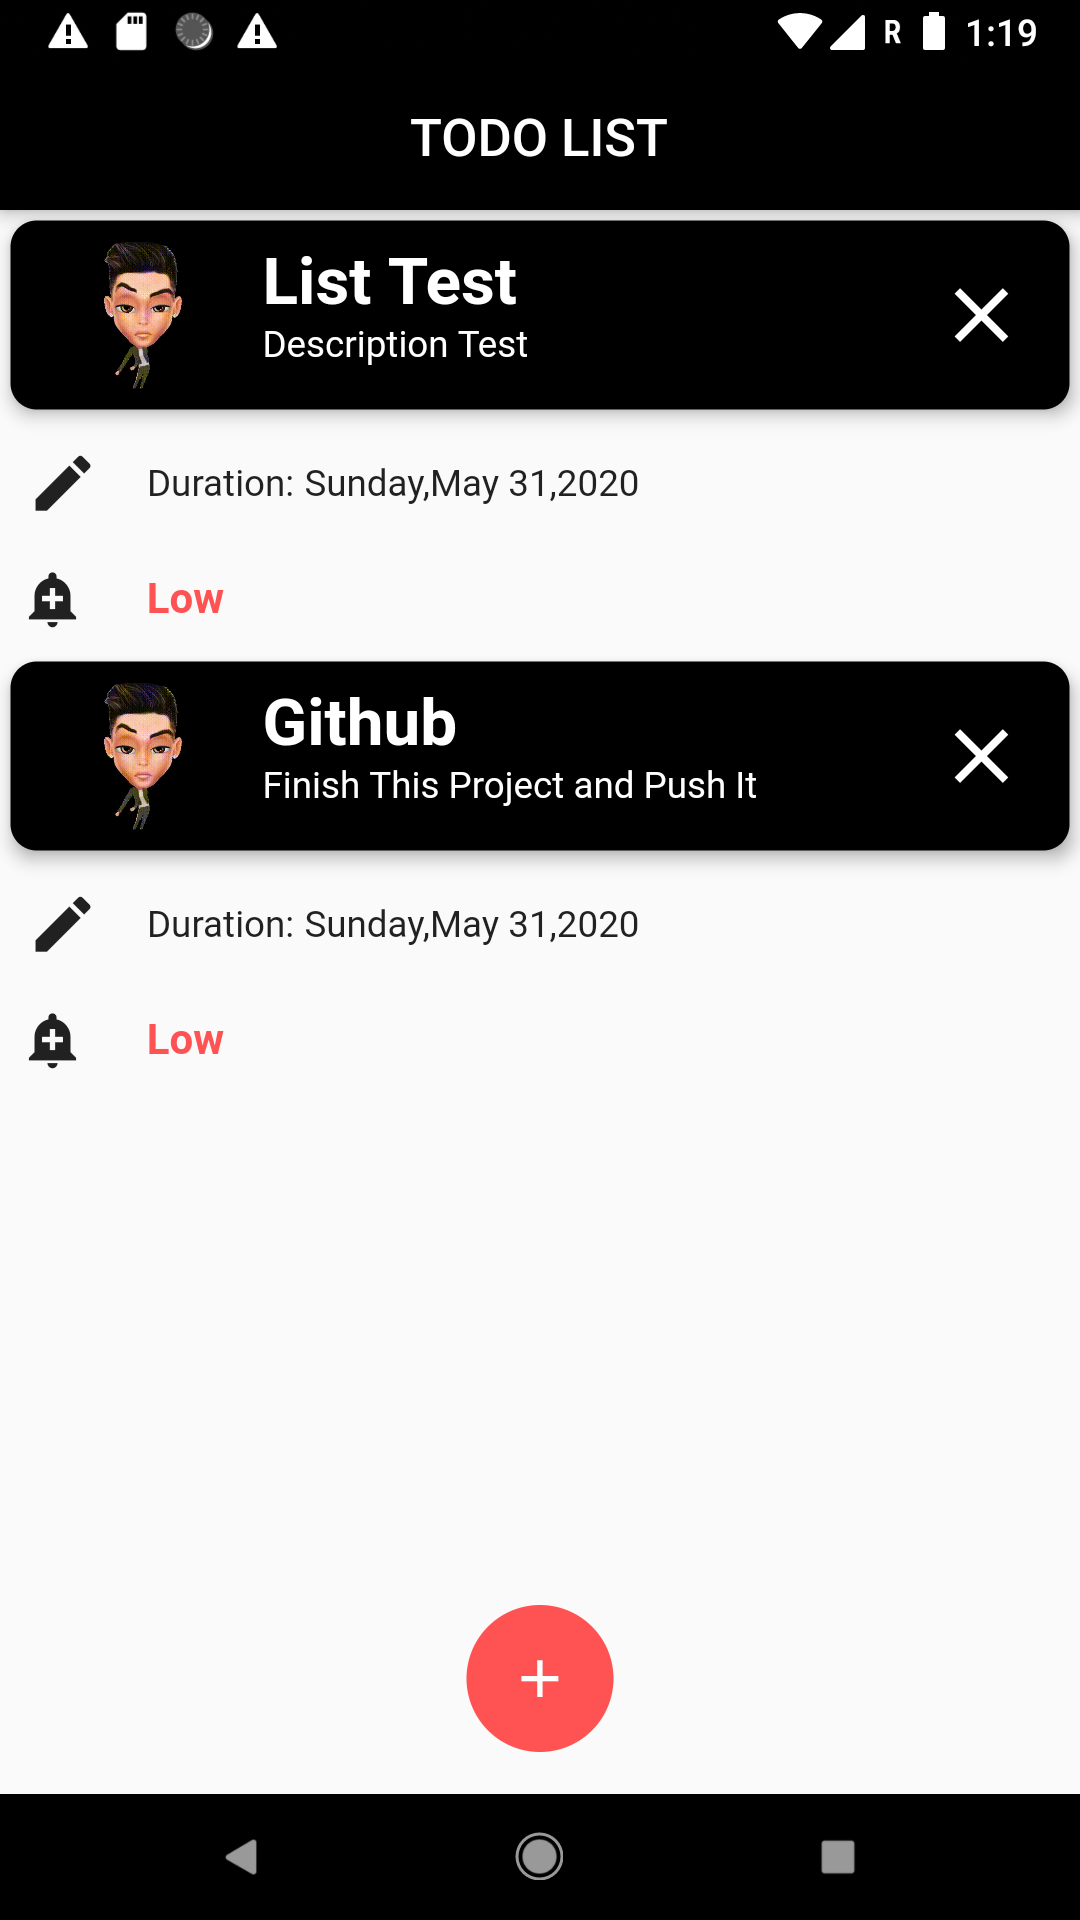 R 1:19
TODO LIST
List Test
Description Test
Duration: Sunday,May 31,2020
Low
Github
Finish This Project and Push It
Duration: Sunday,May 31,2020
Low